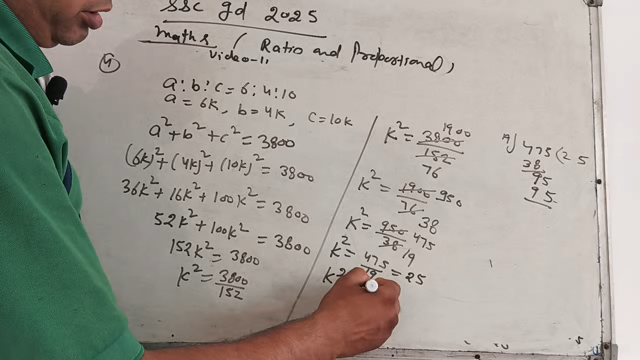 SSC gd 2025
Maths ( Ratio and Proportional),
Video-11
4
a:b:c=6:4:10
a=6k, b=4k, c=10k
a²+b²+c²=3800
(6k)²+(4k)²+(10k)²=3800
36k²+16k²+100k²=3800
52k²+100k²=3800
152k²=3800
k²=3800/152
k²=3800/152 1900 76
k²=1900/76 950 38
k²=950/38 475 19
k²=475/19=25
k²
475(25
38
95
95